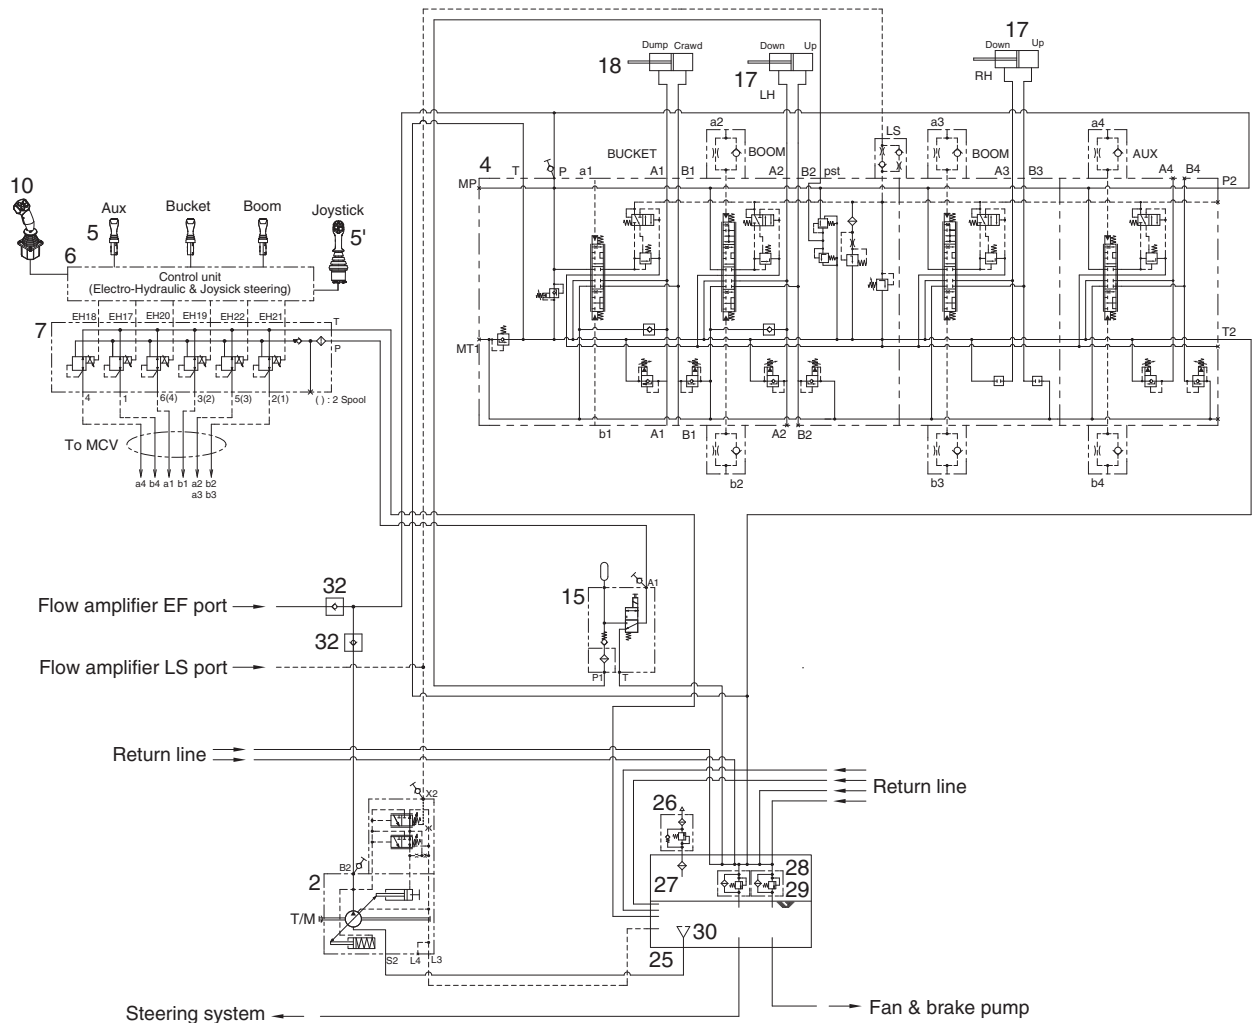 Dump Crawd
18
Down Up
17
LH
17
Down Up
RH
a2
BUCKET
BOOM
LS
a3
BOOM
a4
AUX
4
T
P
a1
A1
B1
A2
B2
pst
A3
B3
A4
B4
P2
MP
10
Aux
5
Bucket
Boom
Joystick
5'
6
Control unit
(Electro-Hydraulic & Joysick steering)
7
EH18
EH17
EH20
EH19
EH22
EH21
T
P
4
1
6(4)
3(2)
5(3)
2(1)
( ) : 2 Spool
To MCV
a4
b4
a1
b1
a2
a3
b2
b3
MT1
T2
b1
A1
B1
A2
B2
b2
b3
b4
Flow amplifier EF port
32
32
Flow amplifier LS port
15
A1
P1
T
Return line
Return line
X2
B2
2
T/M
S2
L4
L3
26
27
28
29
30
25
Steering system
Fan & brake pump